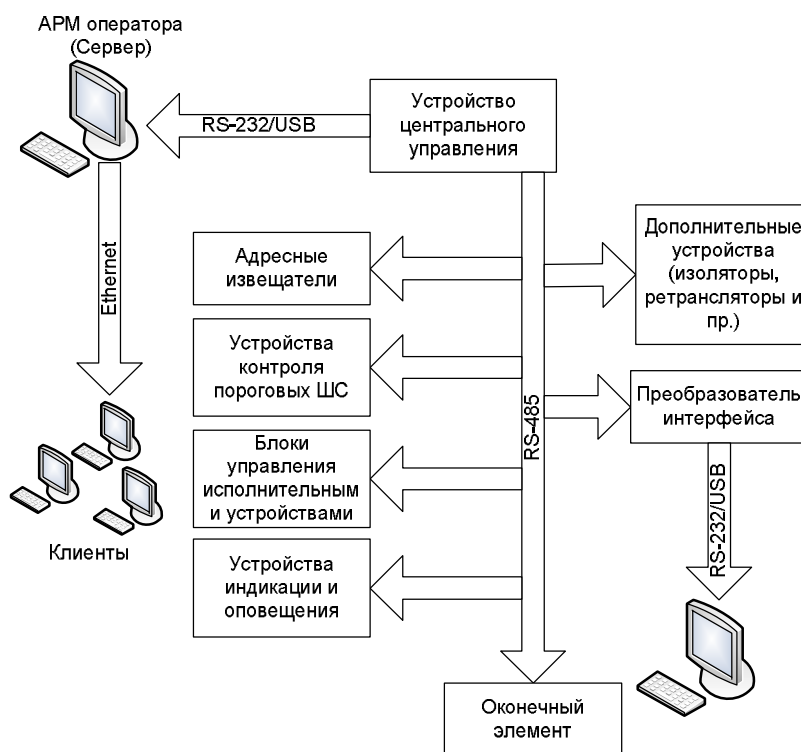 АРМ оператора
(Сервер)
RS-232/USB
Устройство
центрального
управления
Ethernet
Адресные
извещатели
Дополнительные
устройства
(изоляторы,
ретрансляторы и
пр.)
Устройства
контроля
пороговых ШС
RS-485
Преобразователь
интерфейса
Блоки
управления
исполнительным
и устройствами
RS-232/USB
Клиенты
Устройства
индикации и
оповещения
Оконечный
элемент